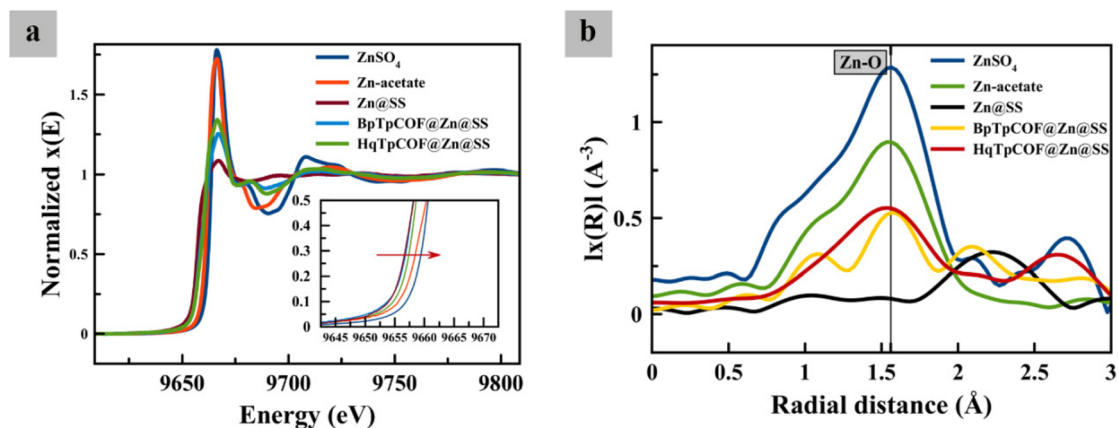 a
ZnSO4
Zn-acetate
Zn@SS
BpTpCOF@Zn@SS
HqTpCOF@Zn@SS
Normalized x(E)
1.5
1
0.5
0
0.5
0.4
0.3
0.2
0.1
0
9645 9650 9655 9660 9665 9670
9650 9700 9750 9800
Energy (eV)
b
Zn-O
ZnSO4
Zn-acetate
Zn@SS
BpTpCOF@Zn@SS
HqTpCOF@Zn@SS
lx(R)l (A-3)
1
0.5
0
0 0.5 1 1.5 2 2.5 3
Radial distance (Å)